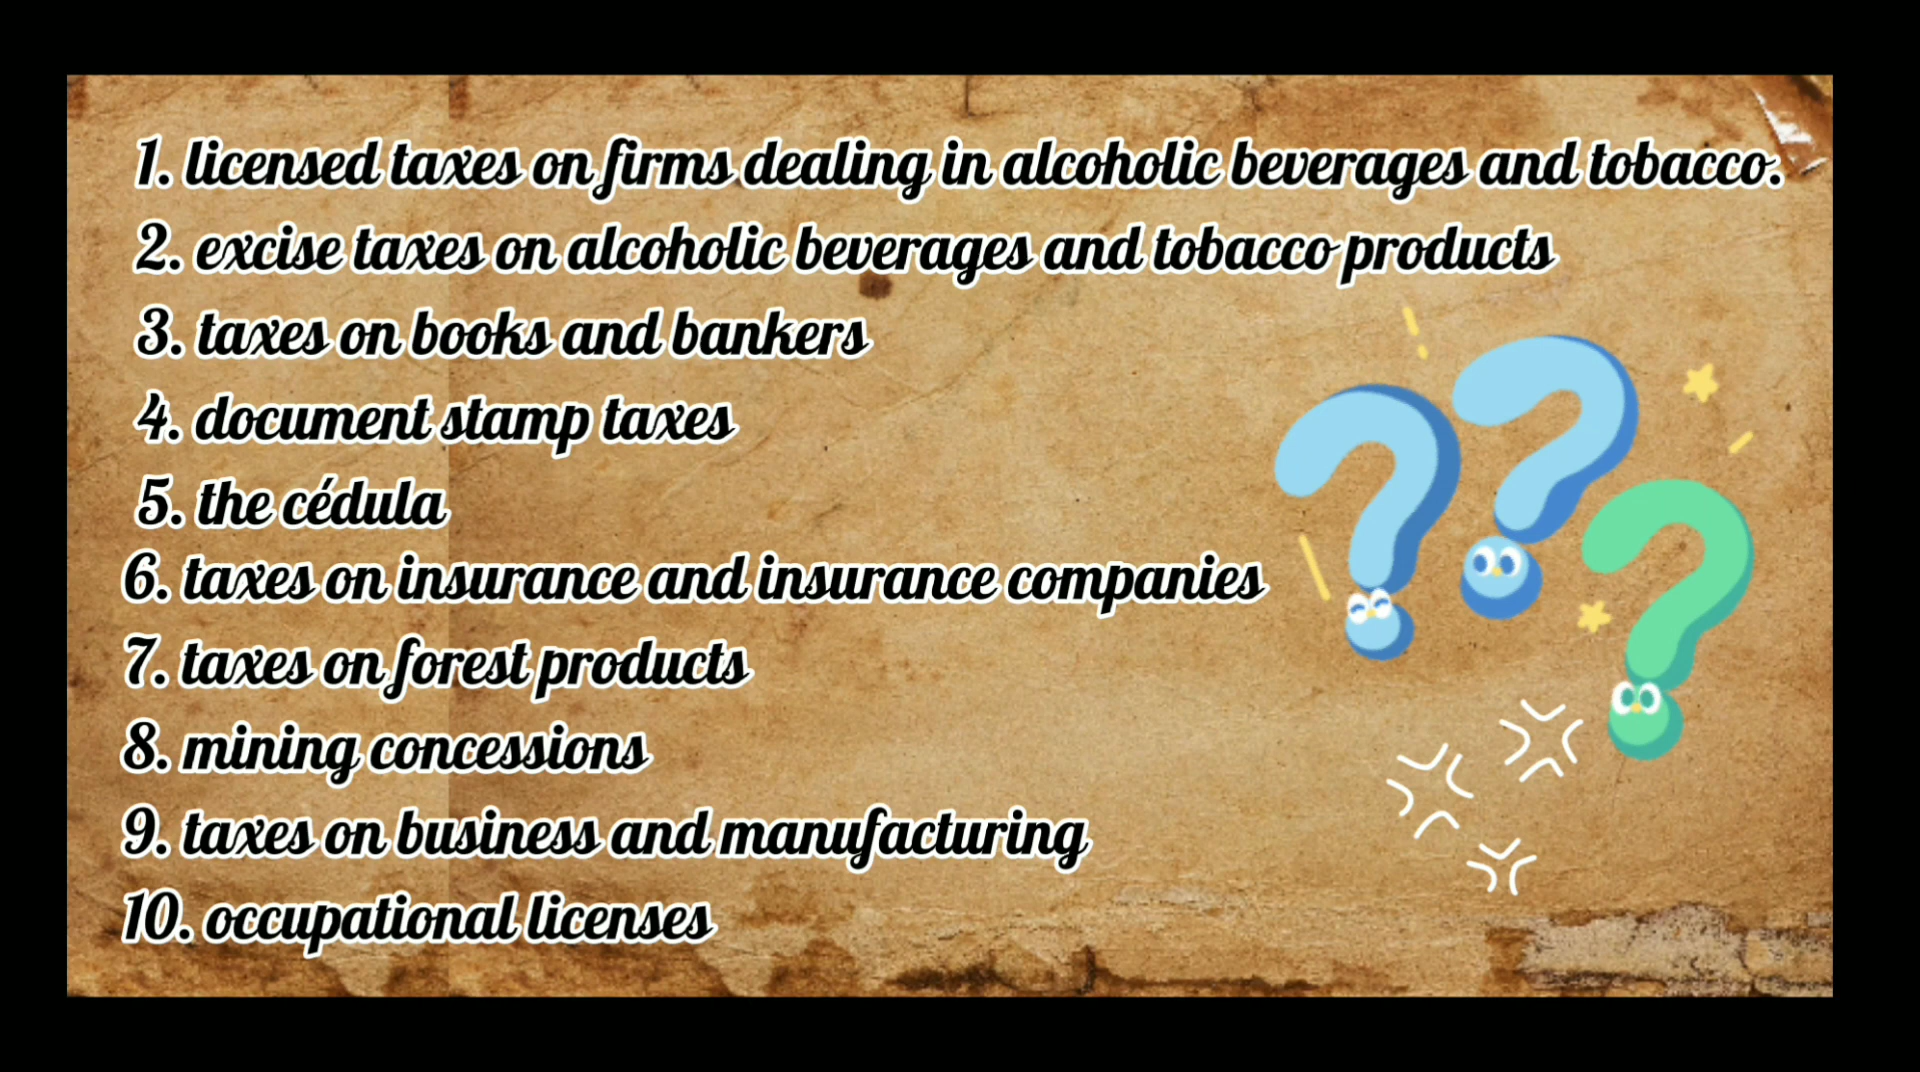 1. licensed taxes on firms dealing in alcoholic beverages and tobacco.
2. excise taxes on alcoholic beverages and tobacco products
3. taxes on books and bankers
4. document stamp taxes
5. the cédula
6. taxes on insurance and insurance companies
7. taxes on forest products
8. mining concessions
9. taxes on business and manufacturing
10. occupational licenses